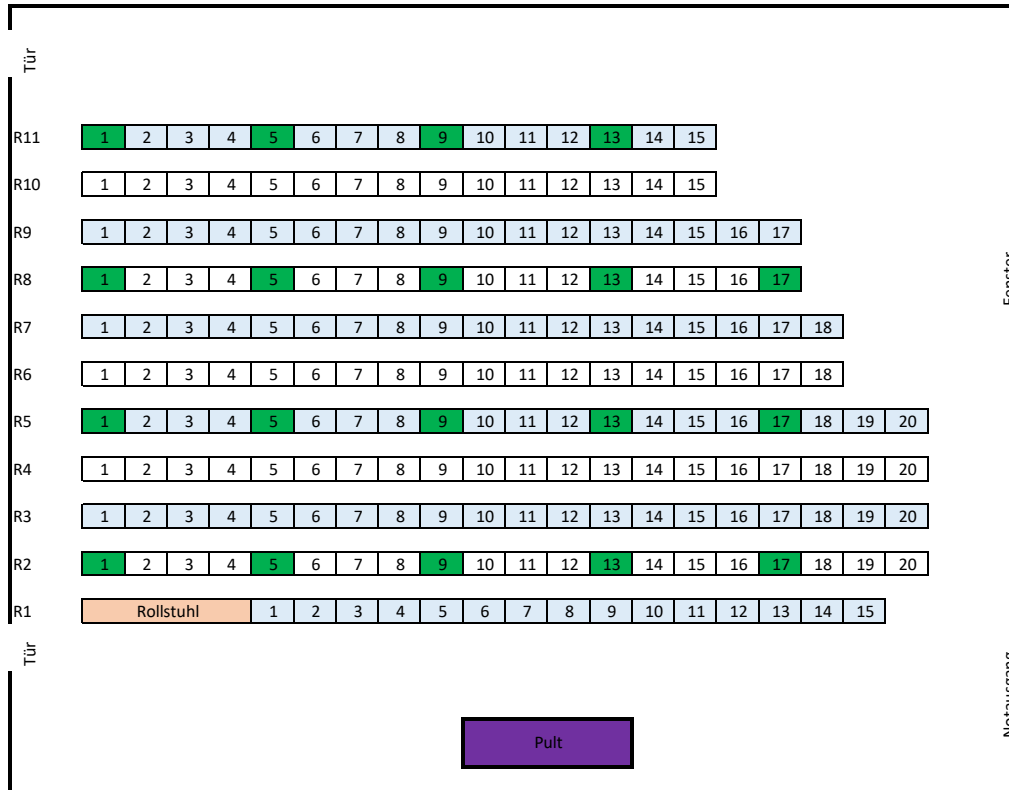 Tür
R11 1 2 3 4 5 6 7 8 9 10 11 12 13 14 15
R10 1 2 3 4 5 6 7 8 9 10 11 12 13 14 15
R9 1 2 3 4 5 6 7 8 9 10 11 12 13 14 15 16 17
R8 1 2 3 4 5 6 7 8 9 10 11 12 13 14 15 16 17
Fenster
R7 1 2 3 4 5 6 7 8 9 10 11 12 13 14 15 16 17 18
R6 1 2 3 4 5 6 7 8 9 10 11 12 13 14 15 16 17 18
R5 1 2 3 4 5 6 7 8 9 10 11 12 13 14 15 16 17 18 19 20
R4 1 2 3 4 5 6 7 8 9 10 11 12 13 14 15 16 17 18 19 20
R3 1 2 3 4 5 6 7 8 9 10 11 12 13 14 15 16 17 18 19 20
R2 1 2 3 4 5 6 7 8 9 10 11 12 13 14 15 16 17 18 19 20
R1 Rollstuhl 1 2 3 4 5 6 7 8 9 10 11 12 13 14 15
Tür
Notausgang
Pult